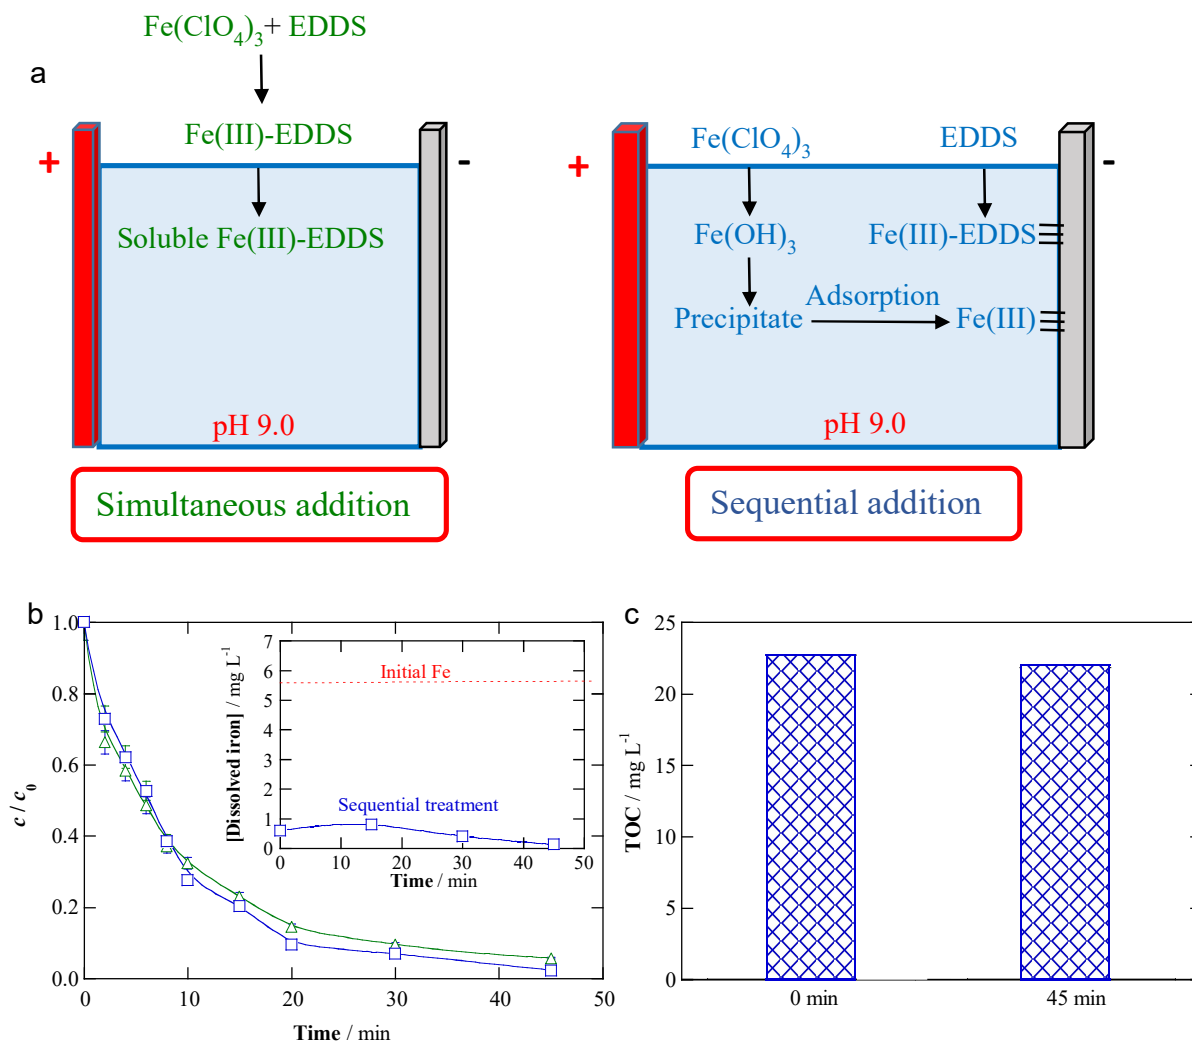 Fe(ClO4)3+ EDDS
a
Fe(III)-EDDS
+
-
Soluble Fe(III)-EDDS
pH 9.0
Simultaneous addition
Fe(ClO4)3
EDDS
+
-
Fe(OH)3
Fe(III)-EDDS
Adsorption
Precipitate
Fe(III)
pH 9.0
Sequential addition
b
1.0
0.8
0.6
0.4
0.2
0.0
c / c0
0
10
20
30
40
50
Time / min
7
6
5
4
3
2
1
0
[Dissolved iron] / mg L-1
Initial Fe
Sequential treatment
0
10
20
30
40
50
Time / min
c
25
20
15
10
5
0
TOC / mg L-1
0 min
45 min